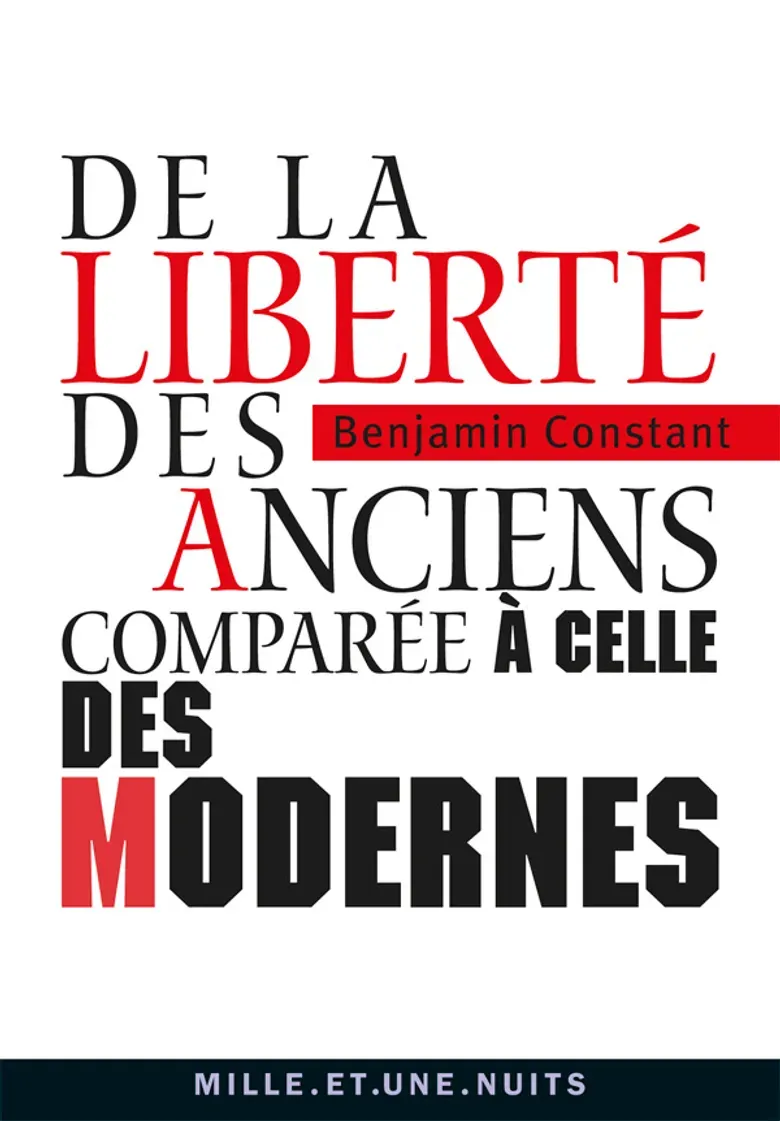 DE LA
LIBERTÉ
DES
Benjamin Constant
ANCIENS
COMPARÉE À CELLE
DES
MODERNES
MILLE.ET.UNE.NUITS